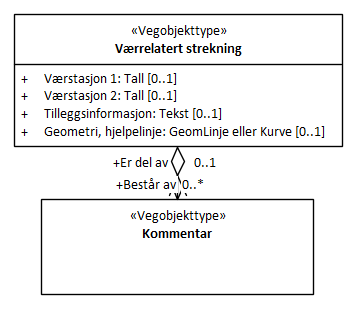 «Vegobjekttype»
Værrelatert strekning
+ Værstasjon 1: Tall [0..1]
+ Værstasjon 2: Tall [0..1]
+ Tilleggsinformasjon: Tekst [0..1]
+ Geometri, hjelpelinje: GeomLinje eller Kurve [0..1]
+Er del av 0..1
+Består av 0..*
«Vegobjekttype»
Kommentar